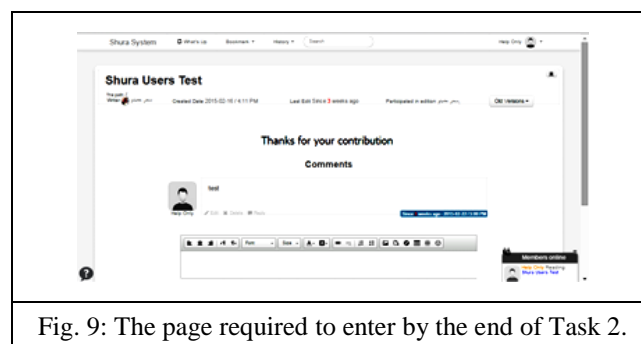 Shura System What's up Bookmark History Search Help Only
Shura Users Test
Created Date 2015-02-16 / 4:11 PM Last Edit Since 3 weeks ago Participated in edition Old Versions
Thanks for your contribution
Comments
test
Help Only Edit Delete Reply
Font Size
Members online
Help Only Reading
Shura Users Test
Fig. 9: The page required to enter by the end of Task 2.